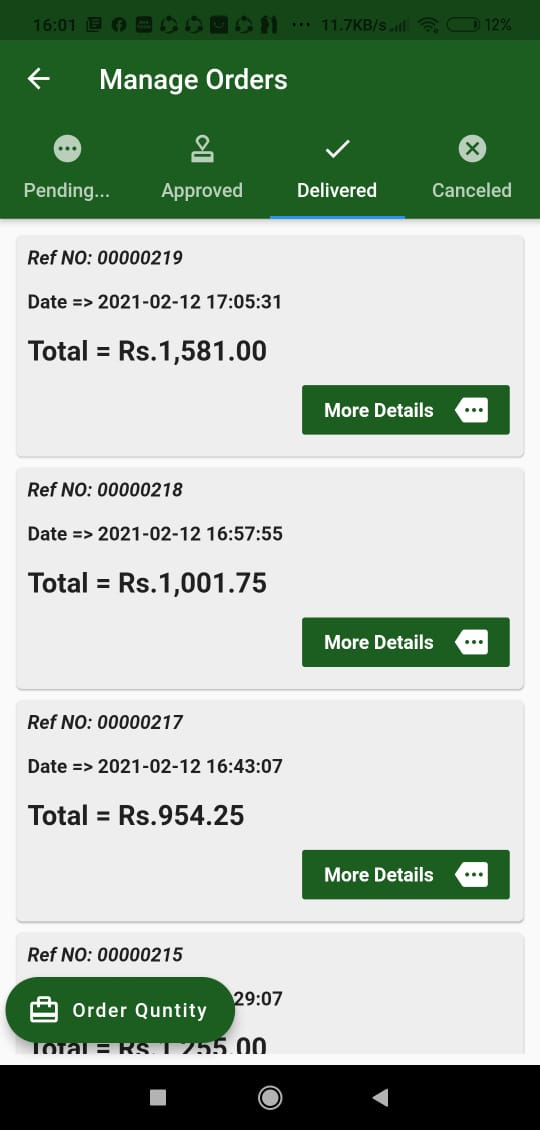 16:01 11.7KB/s 12%
Manage Orders
Pending... Approved Delivered Canceled
Ref NO: 00000219
Date => 2021-02-12 17:05:31
Total = Rs.1,581.00
More Details
Ref NO: 00000218
Date => 2021-02-12 16:57:55
Total = Rs.1,001.75
More Details
Ref NO: 00000217
Date => 2021-02-12 16:43:07
Total = Rs.954.25
More Details
Ref NO: 00000215
29:07
Order Quntity
Total = Rs.1,255.00